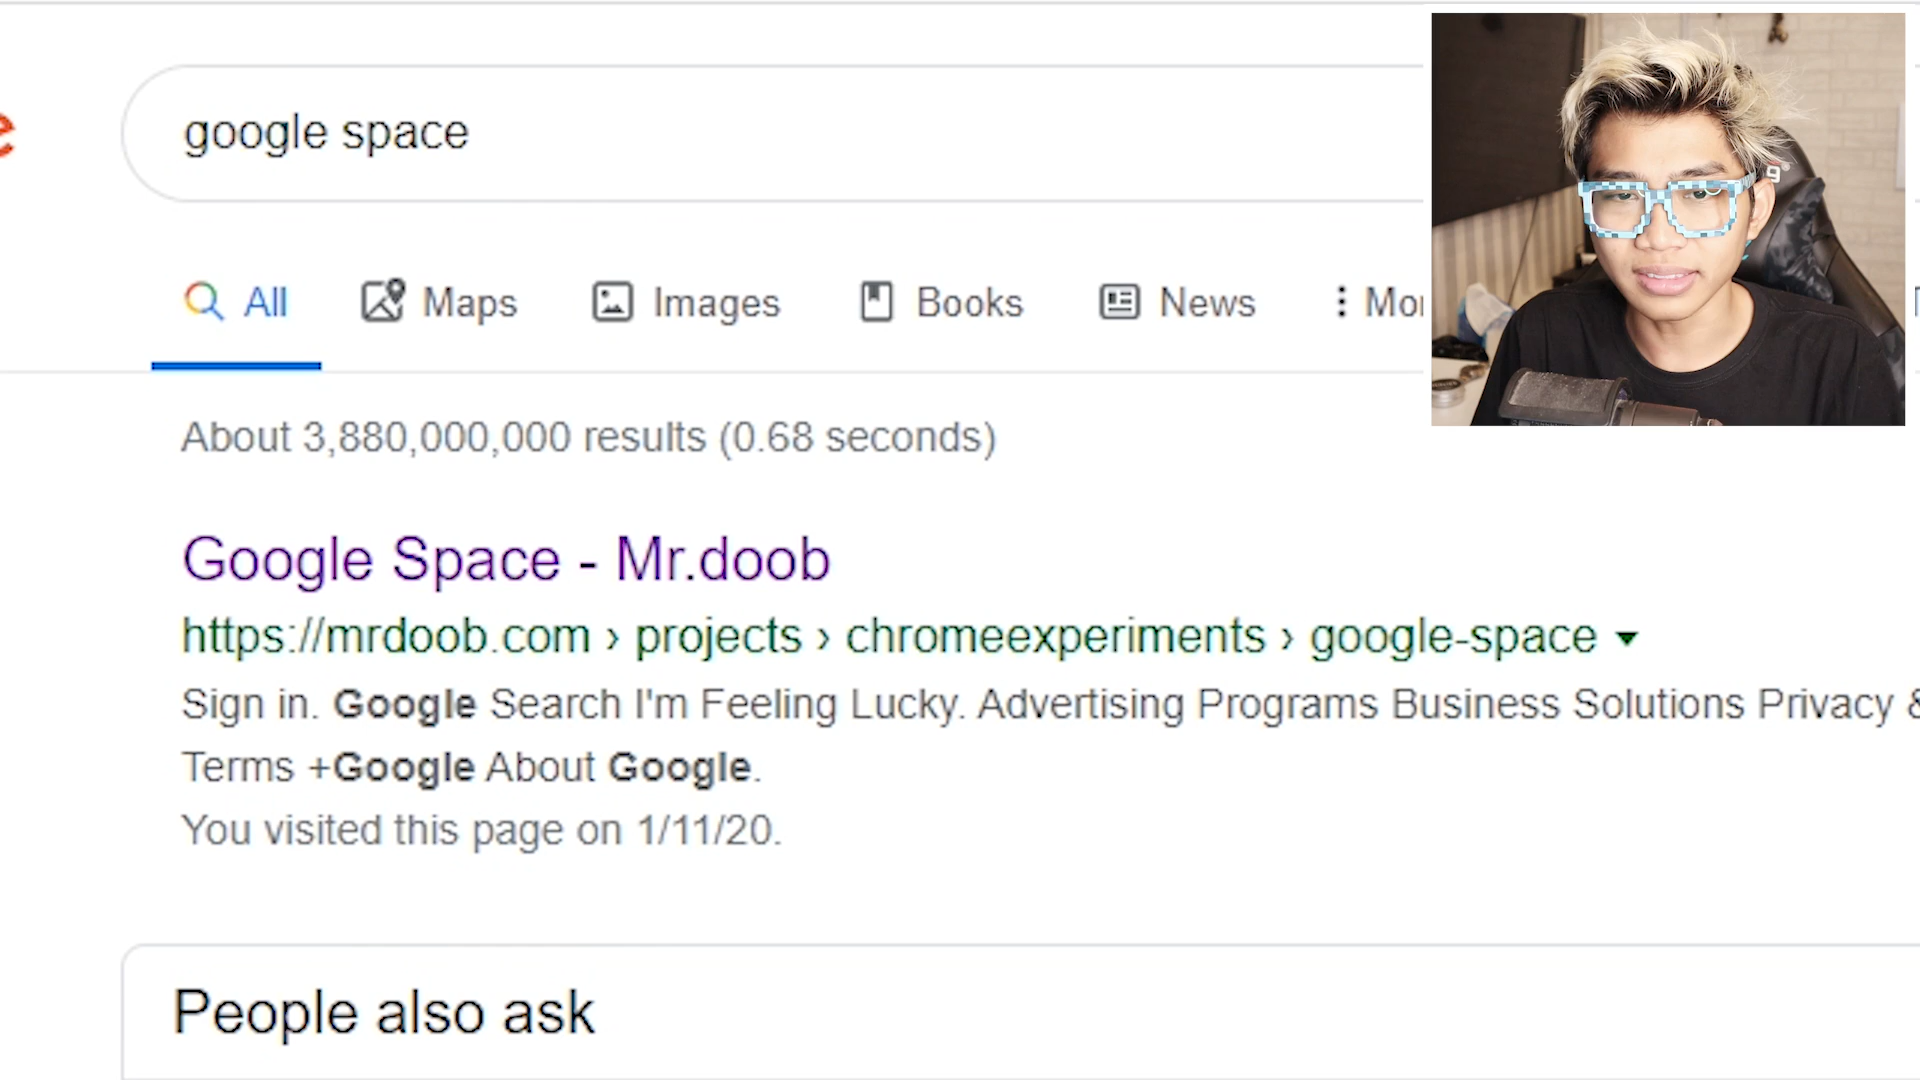 google space
All Maps Images Books News
About 3,880,000,000 results (0.68 seconds)
Google Space - Mr.doob
https://mrdoob.com › projects › chromeexperiments › google-space
Sign in. Google Search I'm Feeling Lucky. Advertising Programs Business Solutions Privacy &
Terms +Google About Google.
You visited this page on 1/11/20.
People also ask